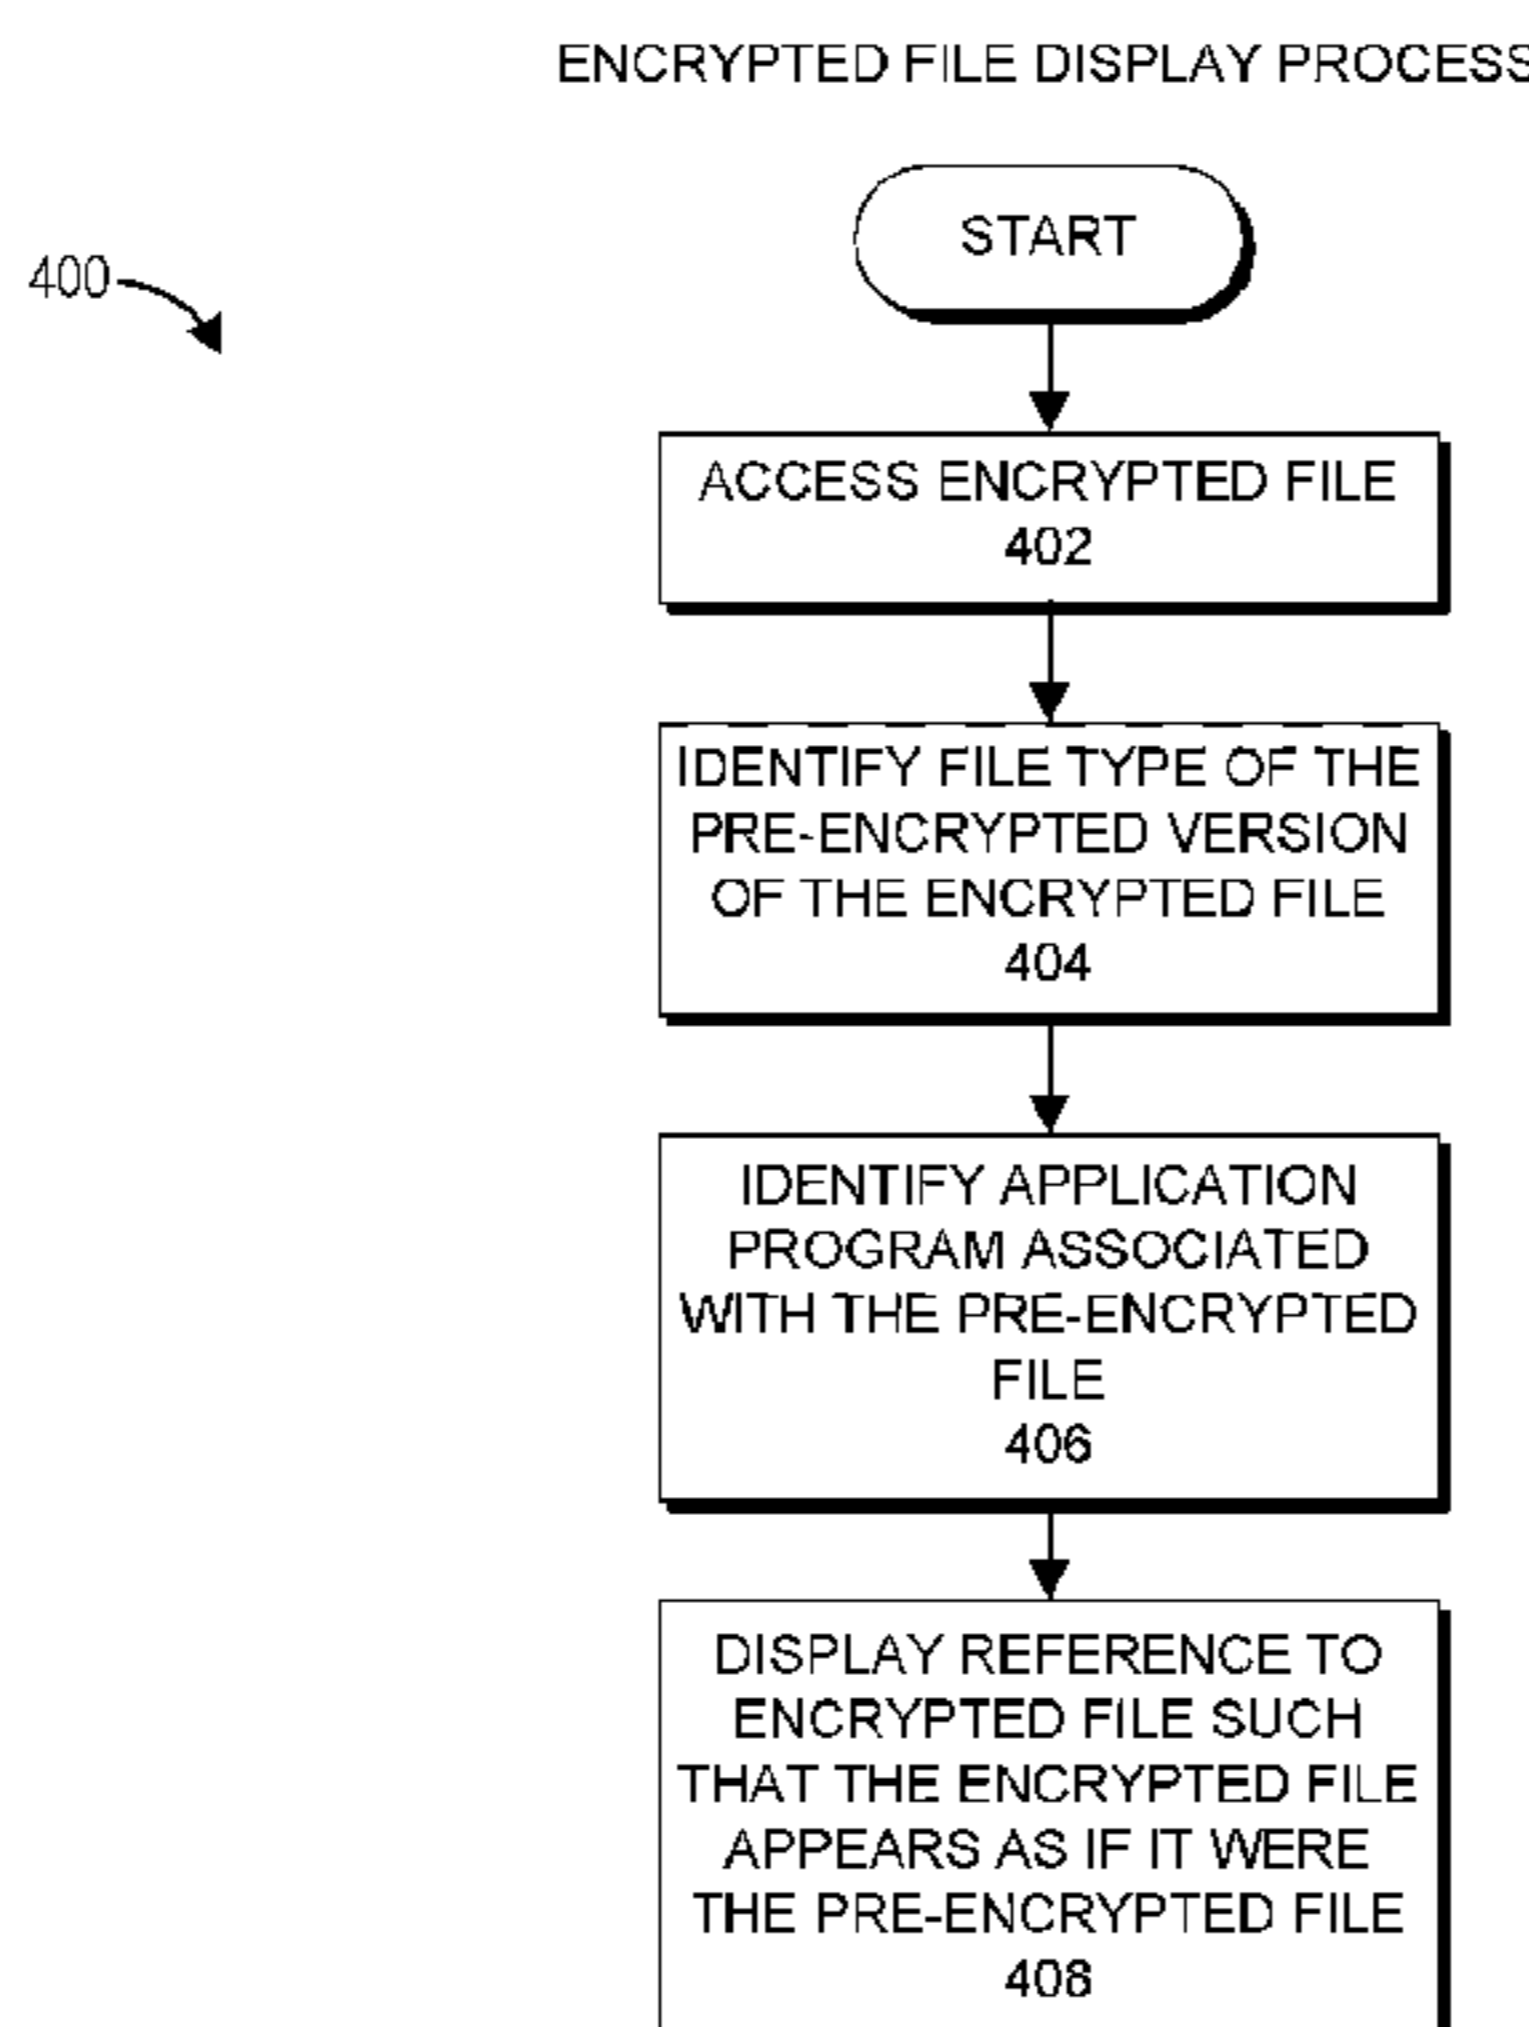 ENCRYPTED FILE DISPLAY PROCESS
START
400
ACCESS ENCRYPTED FILE
402
IDENTIFY FILE TYPE OF THE
PRE-ENCRYPTED VERSION
OF THE ENCRYPTED FILE
404
IDENTIFY APPLICATION
PROGRAM ASSOCIATED
WITH THE PRE-ENCRYPTED
FILE
406
DISPLAY REFERENCE TO
ENCRYPTED FILE SUCH
THAT THE ENCRYPTED FILE
APPEARS AS IF IT WERE
THE PRE-ENCRYPTED FILE
408